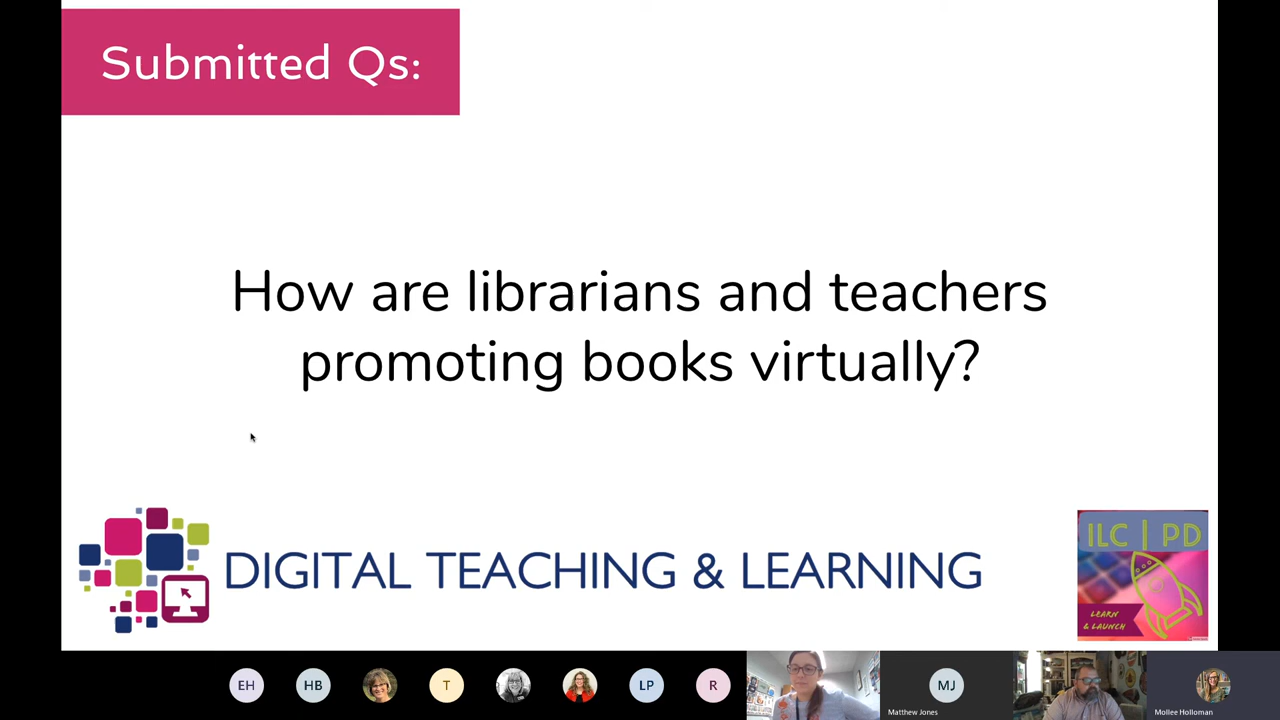 Submitted Qs:
How are librarians and teachers
promoting books virtually?
DIGITAL TEACHING & LEARNING
ILC | PD
LEARN
& LAUNCH
EH
HB
T
LP
R
MJ
Matthew Jones
Mollee Holloman